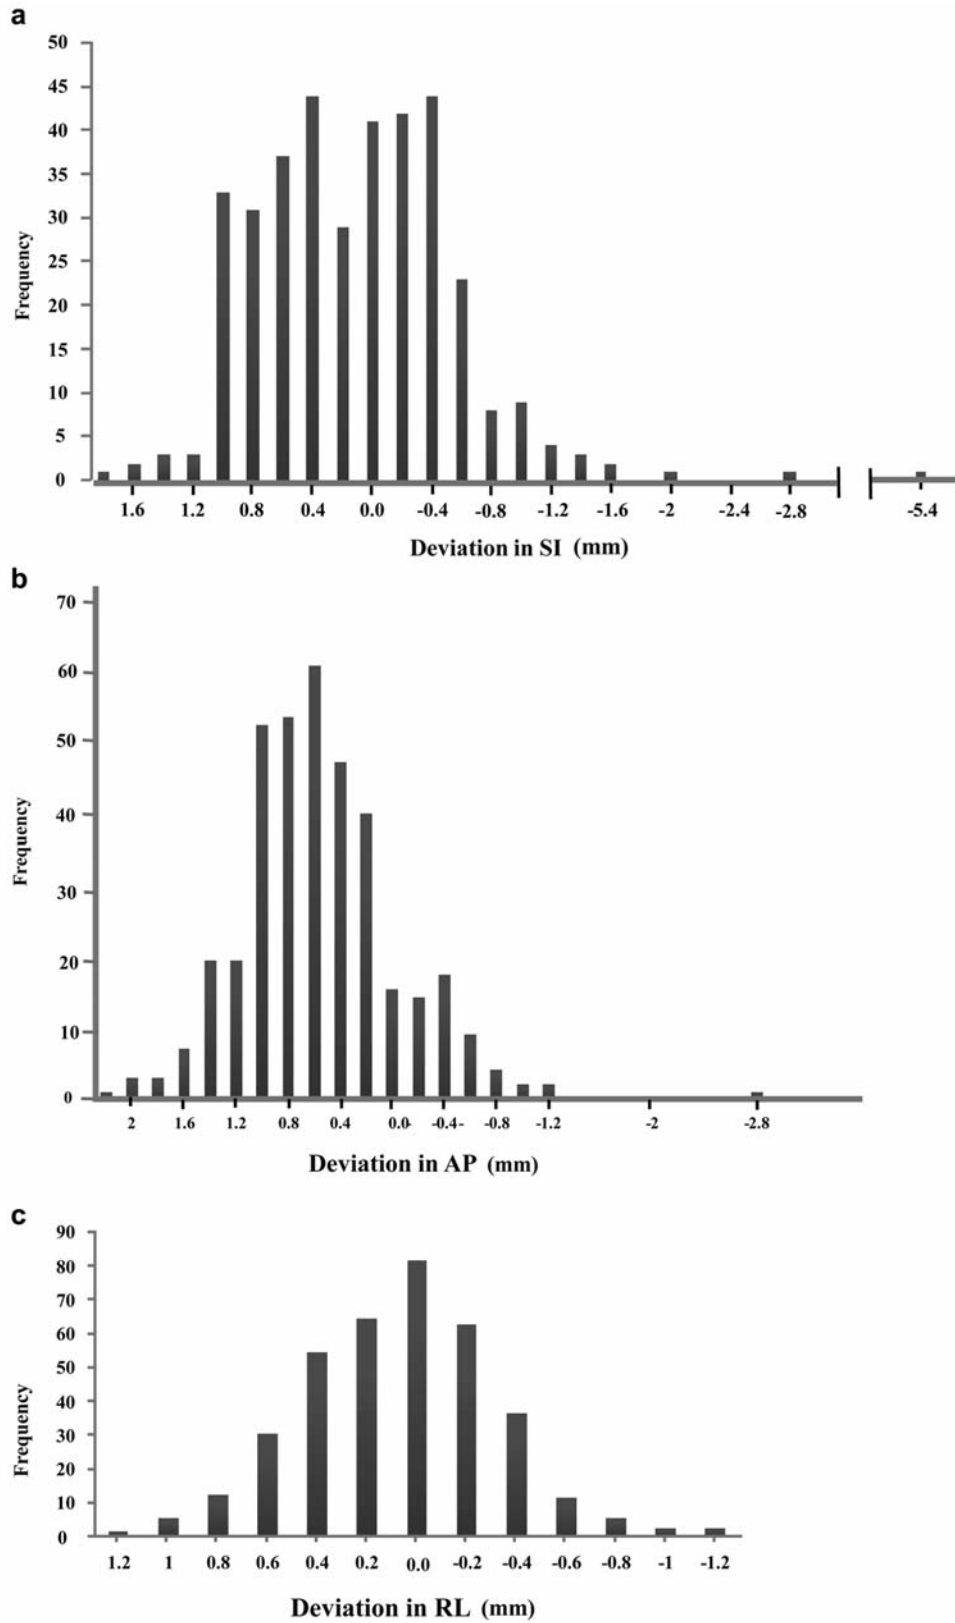 a
50
45
40
35
30
25
20
15
10
5
0
Frequency
1.6 1.2 0.8 0.4 0.0 -0.4 -0.8 -1.2 -1.6 -2 -2.4 -2.8 -5.4
Deviation in SI (mm)
b
70
60
50
40
30
20
10
0
Frequency
2 1.6 1.2 0.8 0.4 0.0- -0.4- -0.8 -1.2 -2 -2.8
Deviation in AP (mm)
c
90
80
70
60
50
40
30
20
10
0
Frequency
1.2 1 0.8 0.6 0.4 0.2 0.0 -0.2 -0.4 -0.6 -0.8 -1 -1.2
Deviation in RL (mm)